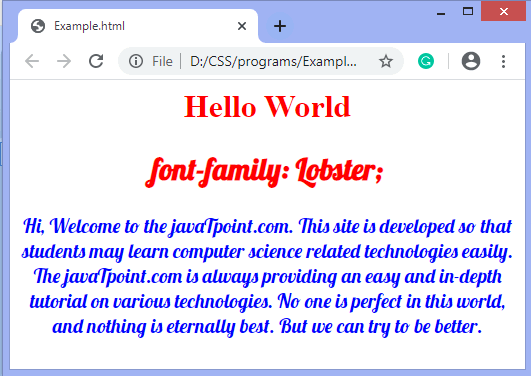 Example.html
File | D:/CSS/programs/Exampl...
Hello World
font-family: Lobster;
Hi, Welcome to the javaTpoint.com. This site is developed so that
students may learn computer science related technologies easily.
The javaTpoint.com is always providing an easy and in-depth
tutorial on various technologies. No one is perfect in this world,
and nothing is eternally best. But we can try to be better.